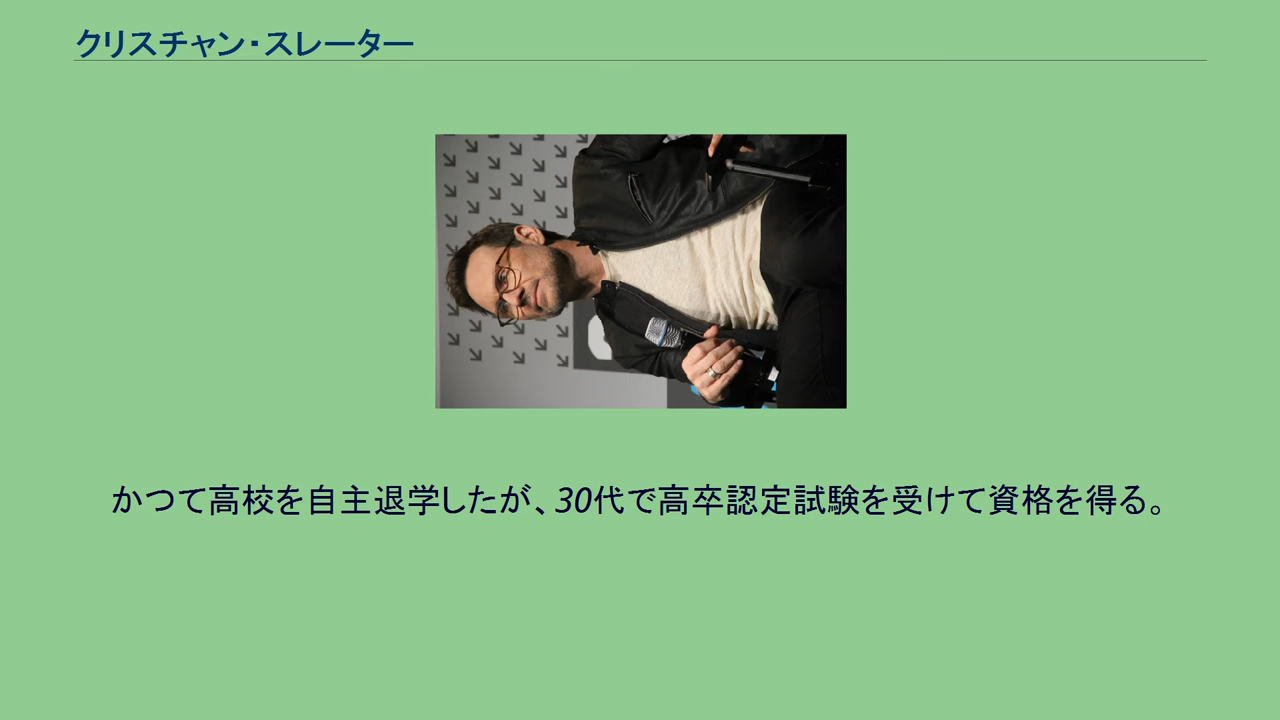 クリスチャン・スレーター
かつて高校を自主退学したが、30代で高卒認定試験を受けて資格を得る。